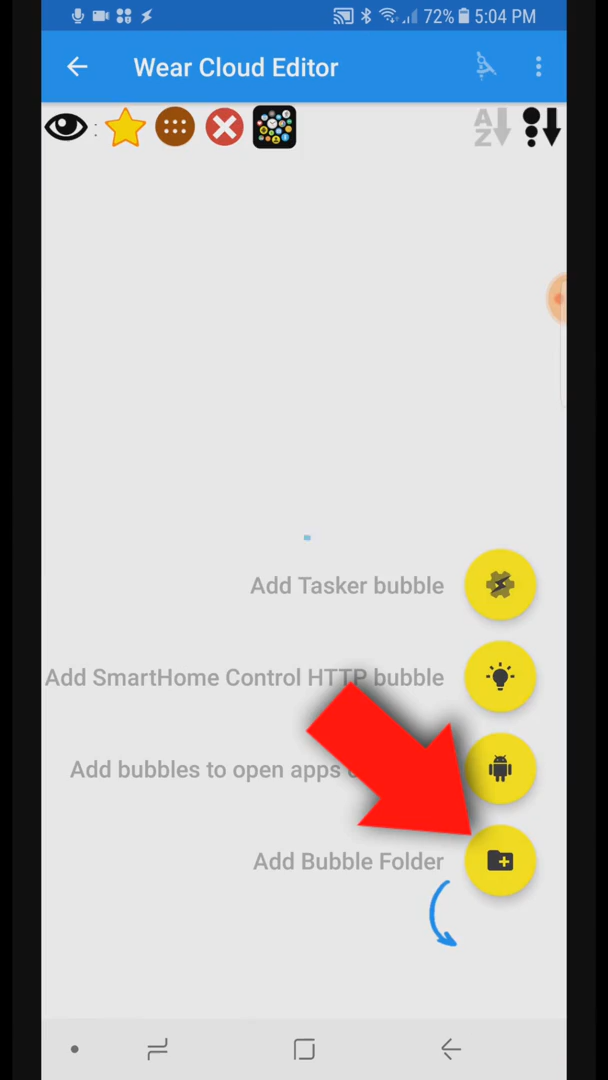 72% 5:04 PM
Wear Cloud Editor
A
Z
Add Tasker bubble
Add SmartHome Control HTTP bubble
Add bubbles to open apps
Add Bubble Folder